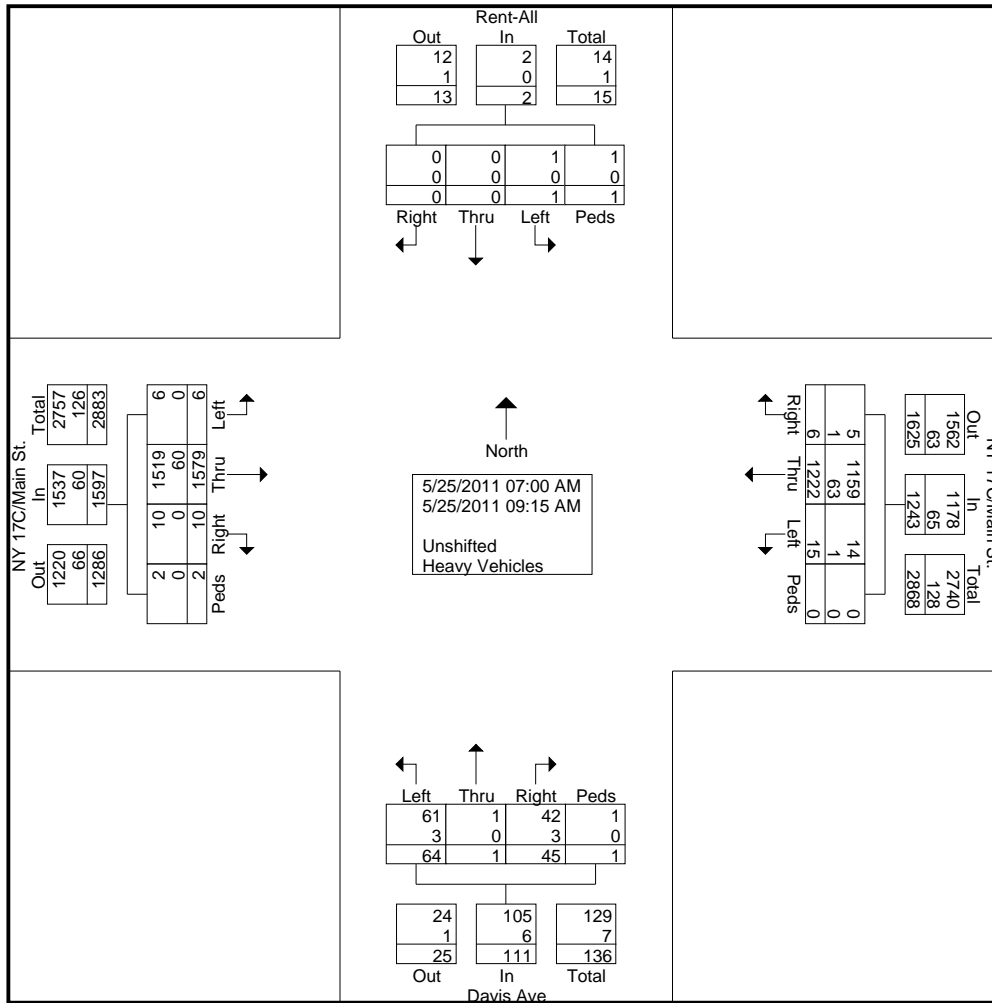 Rent-All
Out In Total
12 2 14
1 0 1
13 2 15
0 0 1 1
0 0 0 0
0 0 1 1
Right Thru Left Peds
NY 17C/Main St.
Total In Out
2757 1537 1220
126 60 66
2883 1597 1286
6 1519 10 2
0 60 0 0
6 1579 10 2
Left Thru Right Peds
North
5/25/2011 07:00 AM
5/25/2011 09:15 AM
Unshifted
Heavy Vehicles
NY 17C/Main St.
Out In Total
1562 1178 2740
63 65 128
1625 1243 2868
5 1159 14 0
1 63 1 0
6 1222 15 0
Right Thru Left Peds
Left Thru Right Peds
61 1 42 1
3 0 3 0
64 1 45 1
24 105 129
1 6 7
25 111 136
Out In Total
Davis Ave